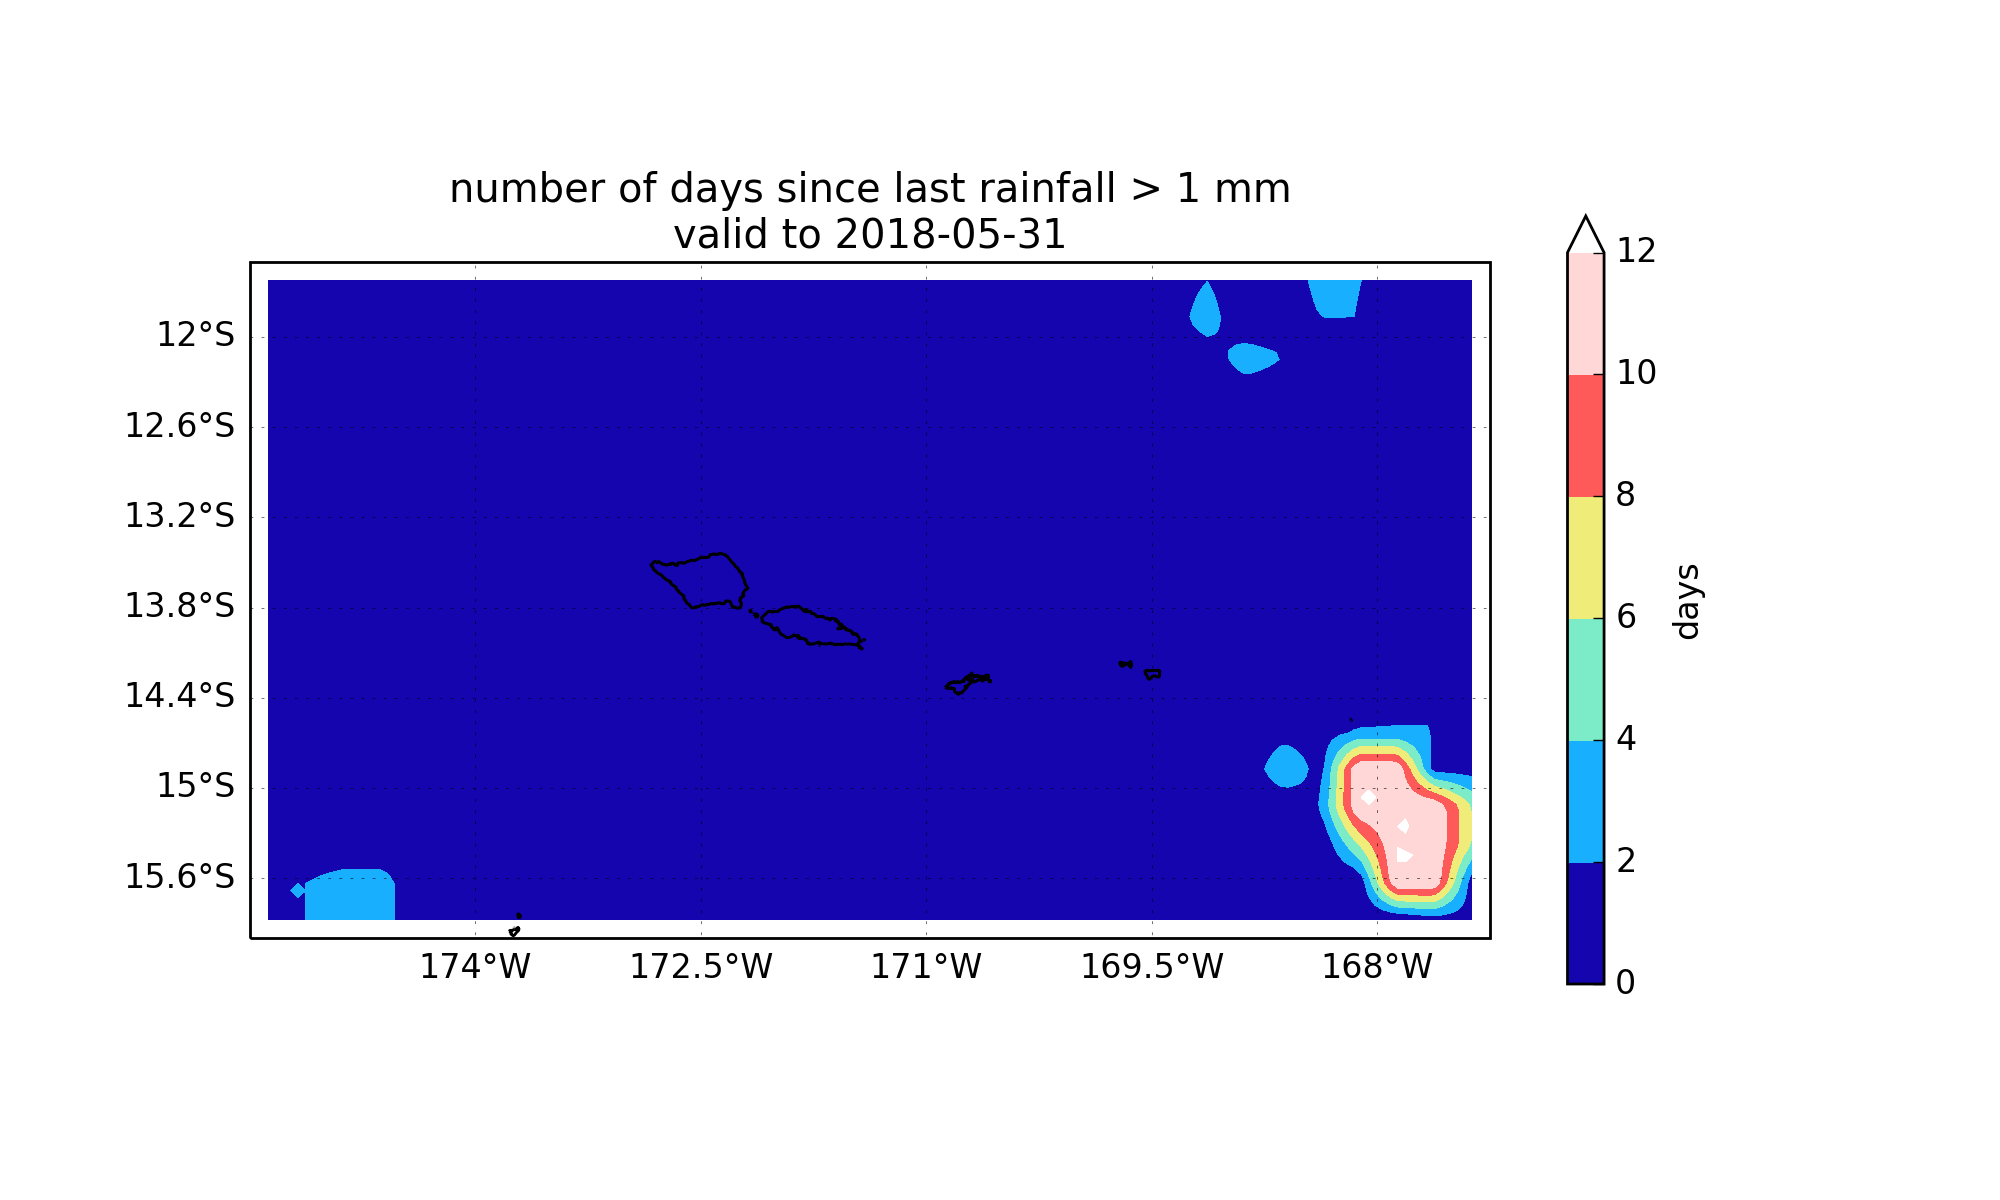 number of days since last rainfall > 1 mm
valid to 2018-05-31
12°S
12.6°S
13.2°S
13.8°S
14.4°S
15°S
15.6°S
174°W
172.5°W
171°W
169.5°W
168°W
12
10
8
6
4
2
0
days